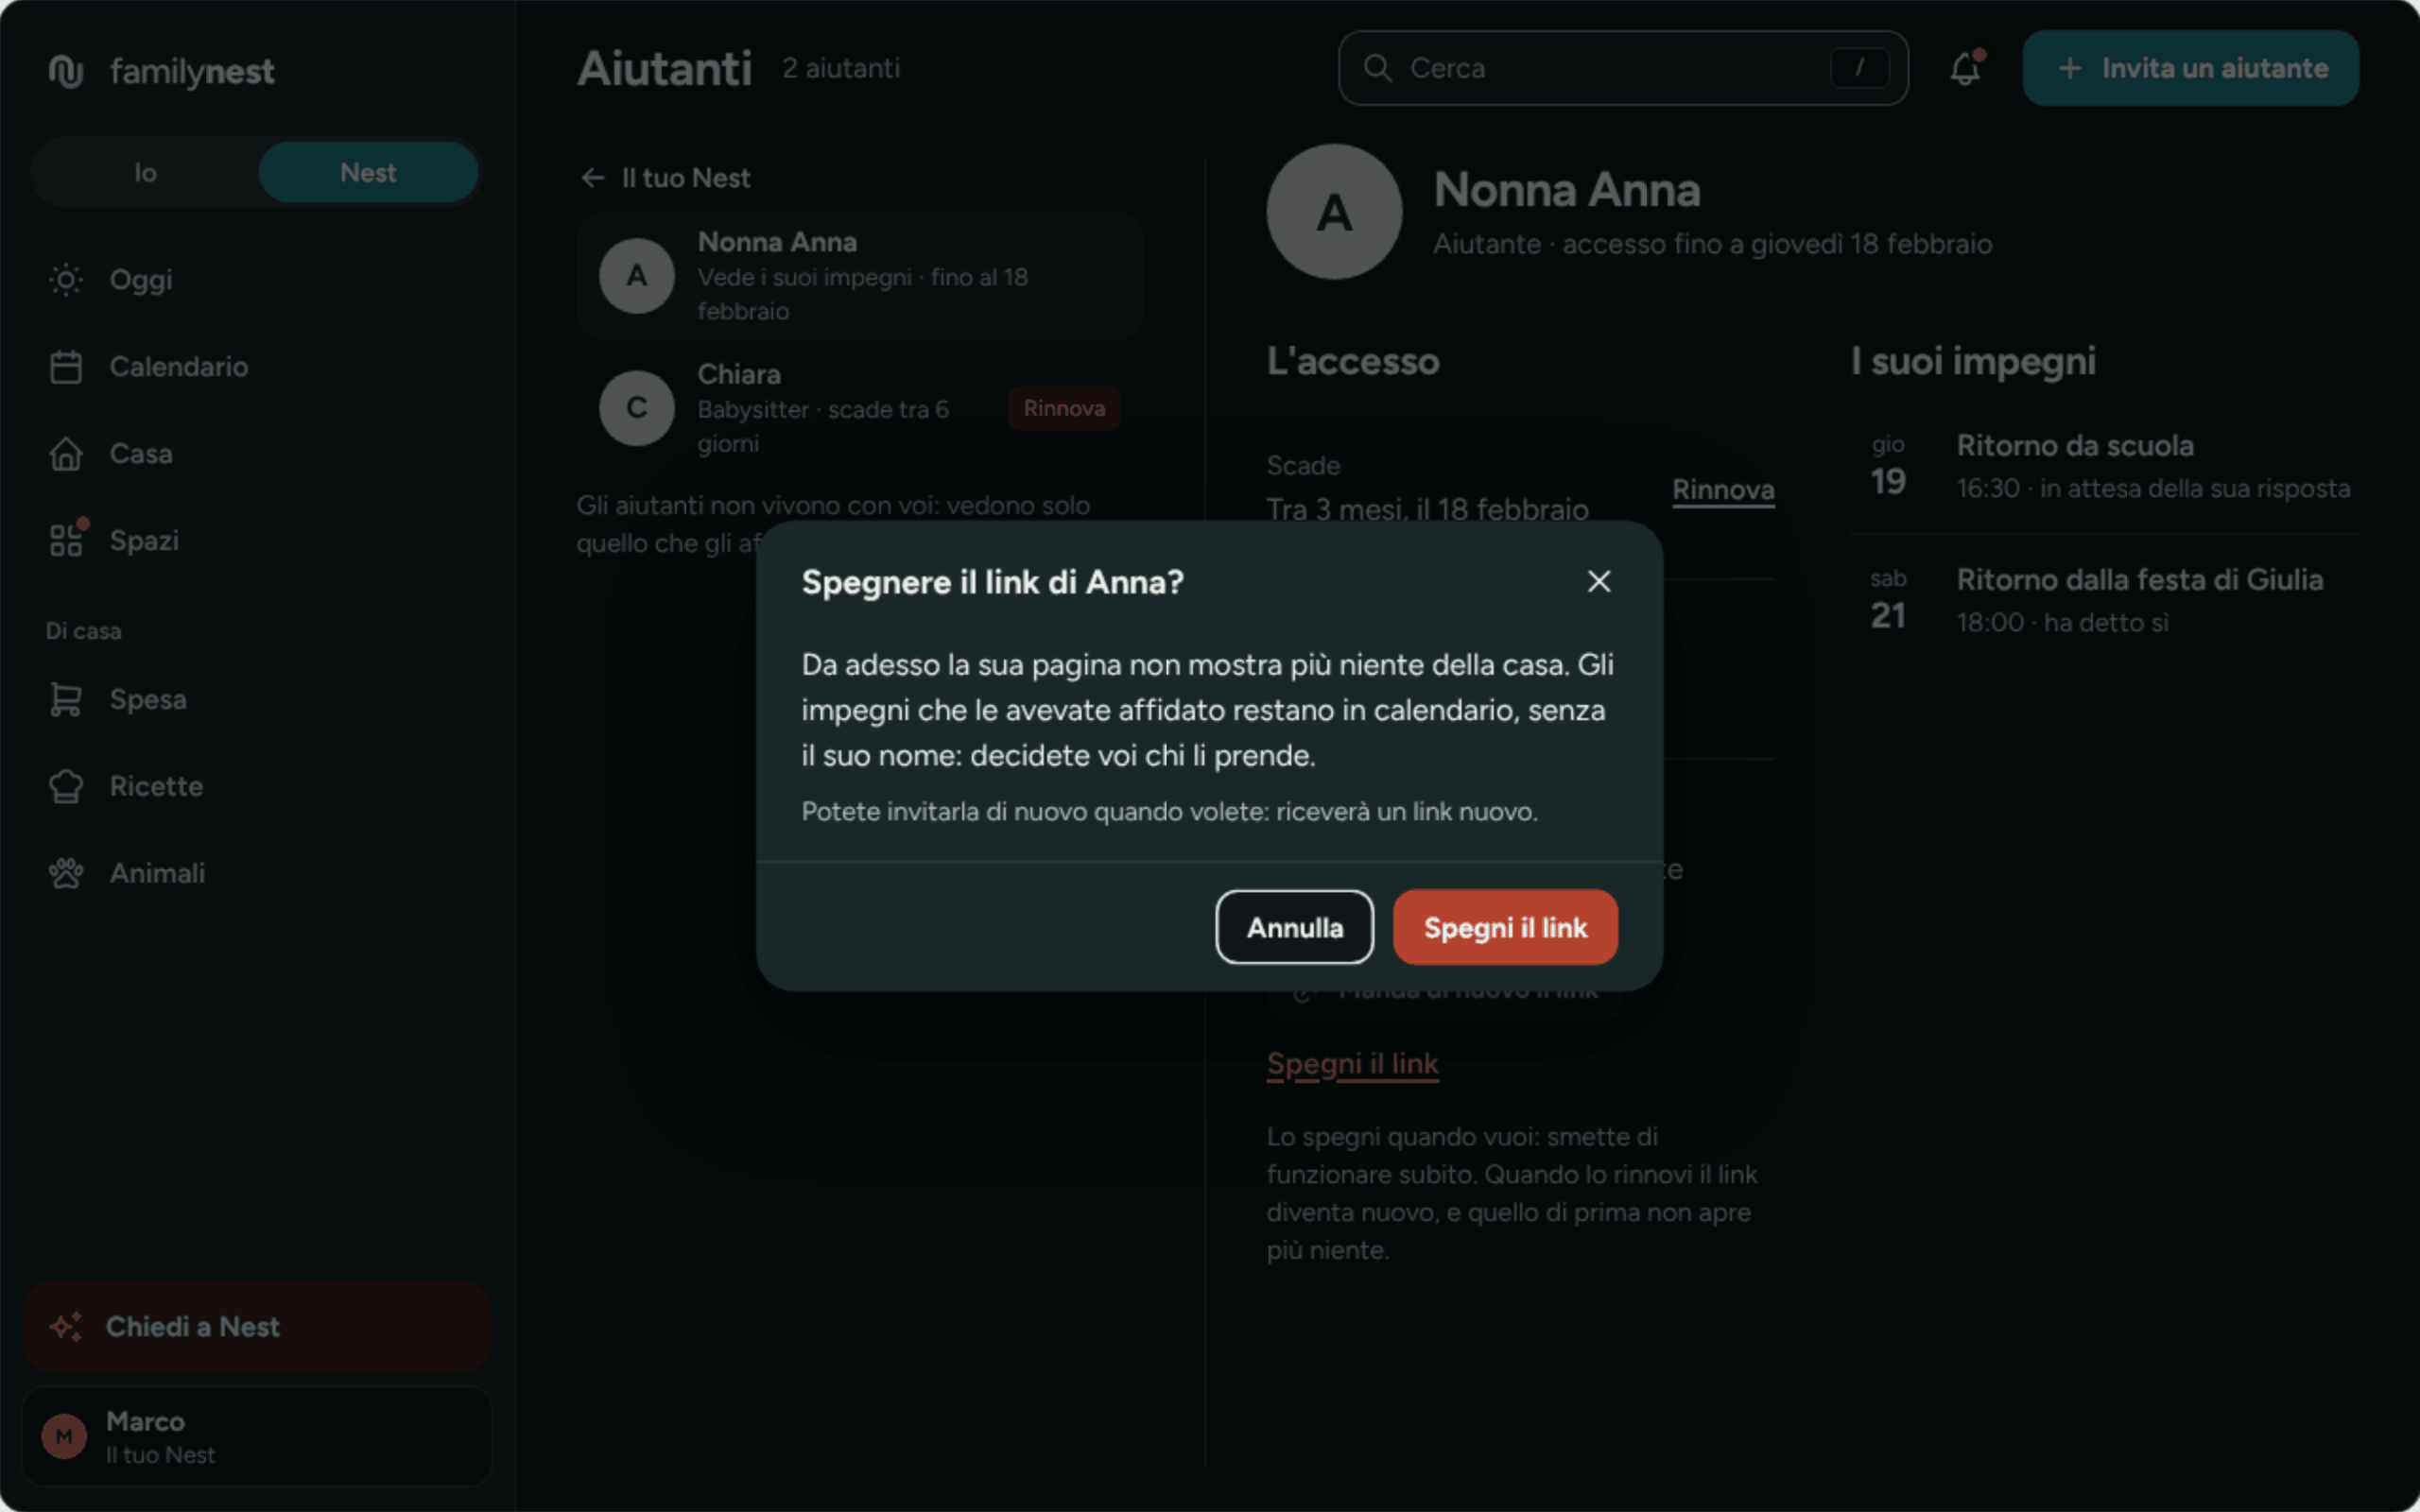 familynest
Io
Nest
Oggi
Calendario
Casa
Spazi
Di casa
Spesa
Ricette
Animali
Chiedi a Nest
M
Marco
Il tuo Nest
Aiutanti
2 aiutanti
Cerca
/
+ Invita un aiutante
← Il tuo Nest
A
Nonna Anna
Vede i suoi impegni · fino al 18
febbraio
C
Chiara
Babysitter · scade tra 6
giorni
Rinnova
Gli aiutanti non vivono con voi: vedono solo
quello che gli af
A
Nonna Anna
Aiutante · accesso fino a giovedì 18 febbraio
L'accesso
Scade
Tra 3 mesi, il 18 febbraio
Rinnova
I suoi impegni
gio
19
Ritorno da scuola
16:30 · in attesa della sua risposta
sab
21
Ritorno dalla festa di Giulia
18:00 · ha detto sì
Spegnere il link di Anna?
Da adesso la sua pagina non mostra più niente della casa. Gli
impegni che le avevate affidato restano in calendario, senza
il suo nome: decidete voi chi li prende.
Potete invitarla di nuovo quando volete: riceverà un link nuovo.
Annulla
Spegni il link
Manda di nuovo il link
Spegni il link
Lo spegni quando vuoi: smette di
funzionare subito. Quando lo rinnovi il link
diventa nuovo, e quello di prima non apre
più niente.